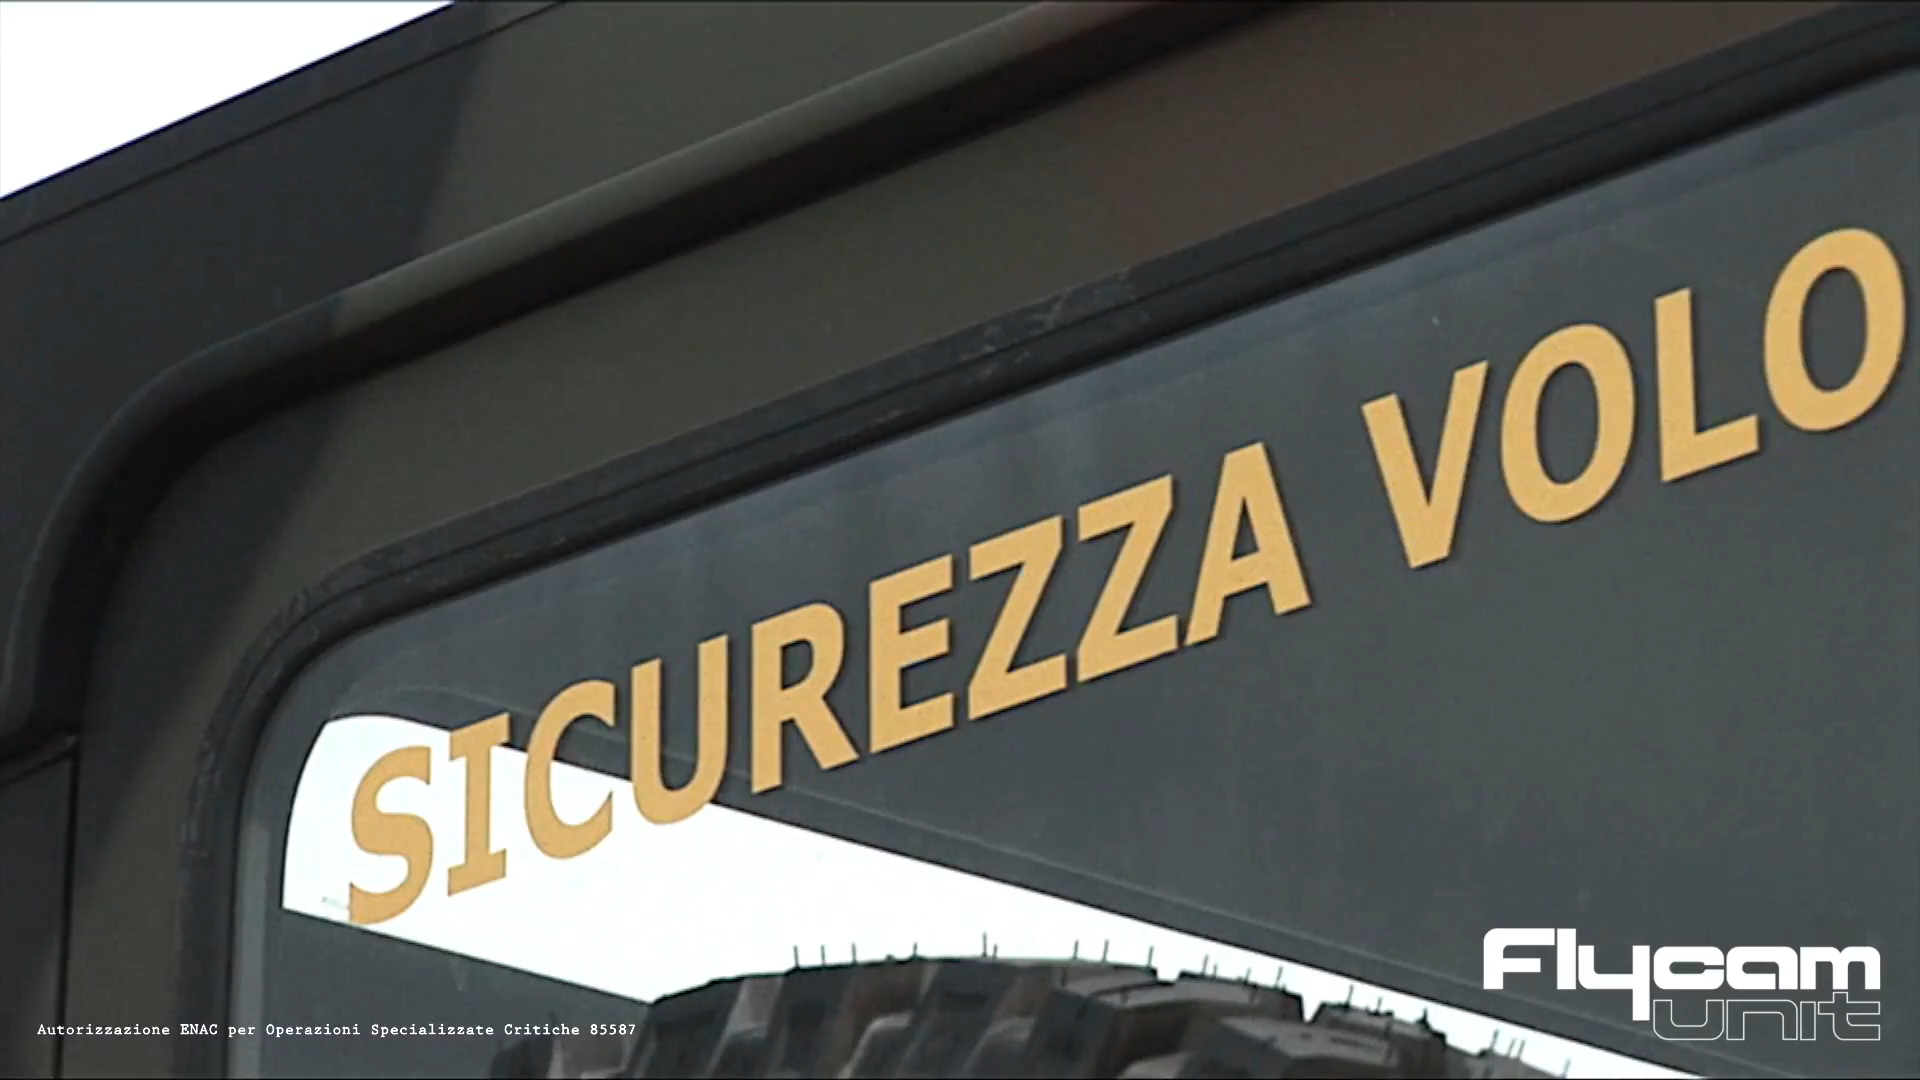 SICUREZZA VOLO
Flycam
unit
Autorizzazione ENAC per Operazioni Specializzate Critiche 85587